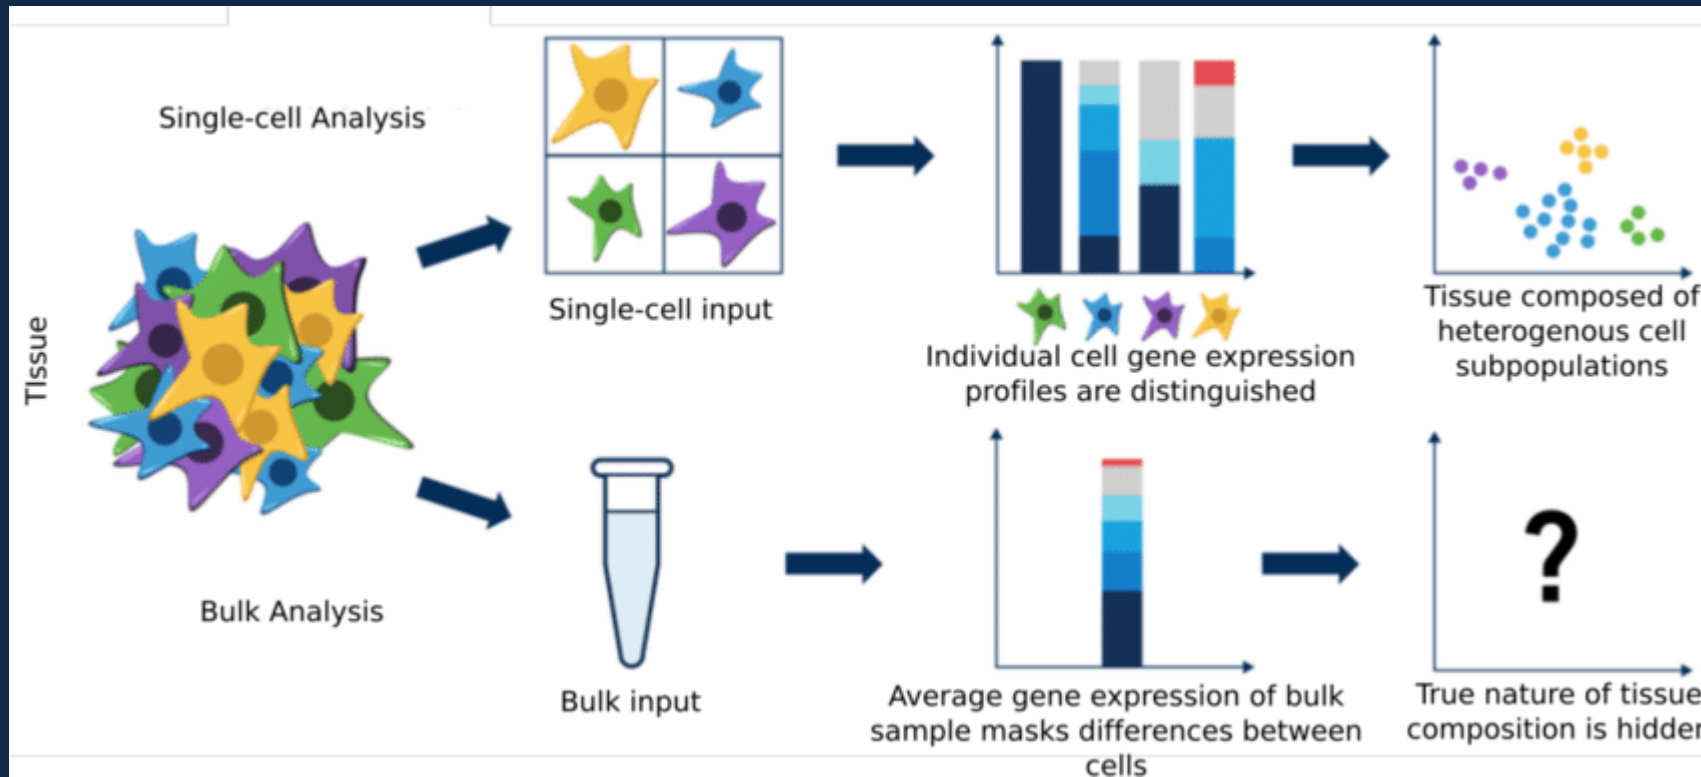 Single-cell Analysis
TIssue
Bulk Analysis
Single-cell input
Individual cell gene expression
profiles are distinguished
Tissue composed of
heterogenous cell
subpopulations
Bulk input
Average gene expression of bulk
sample masks differences between
cells
?
True nature of tissue
composition is hidden